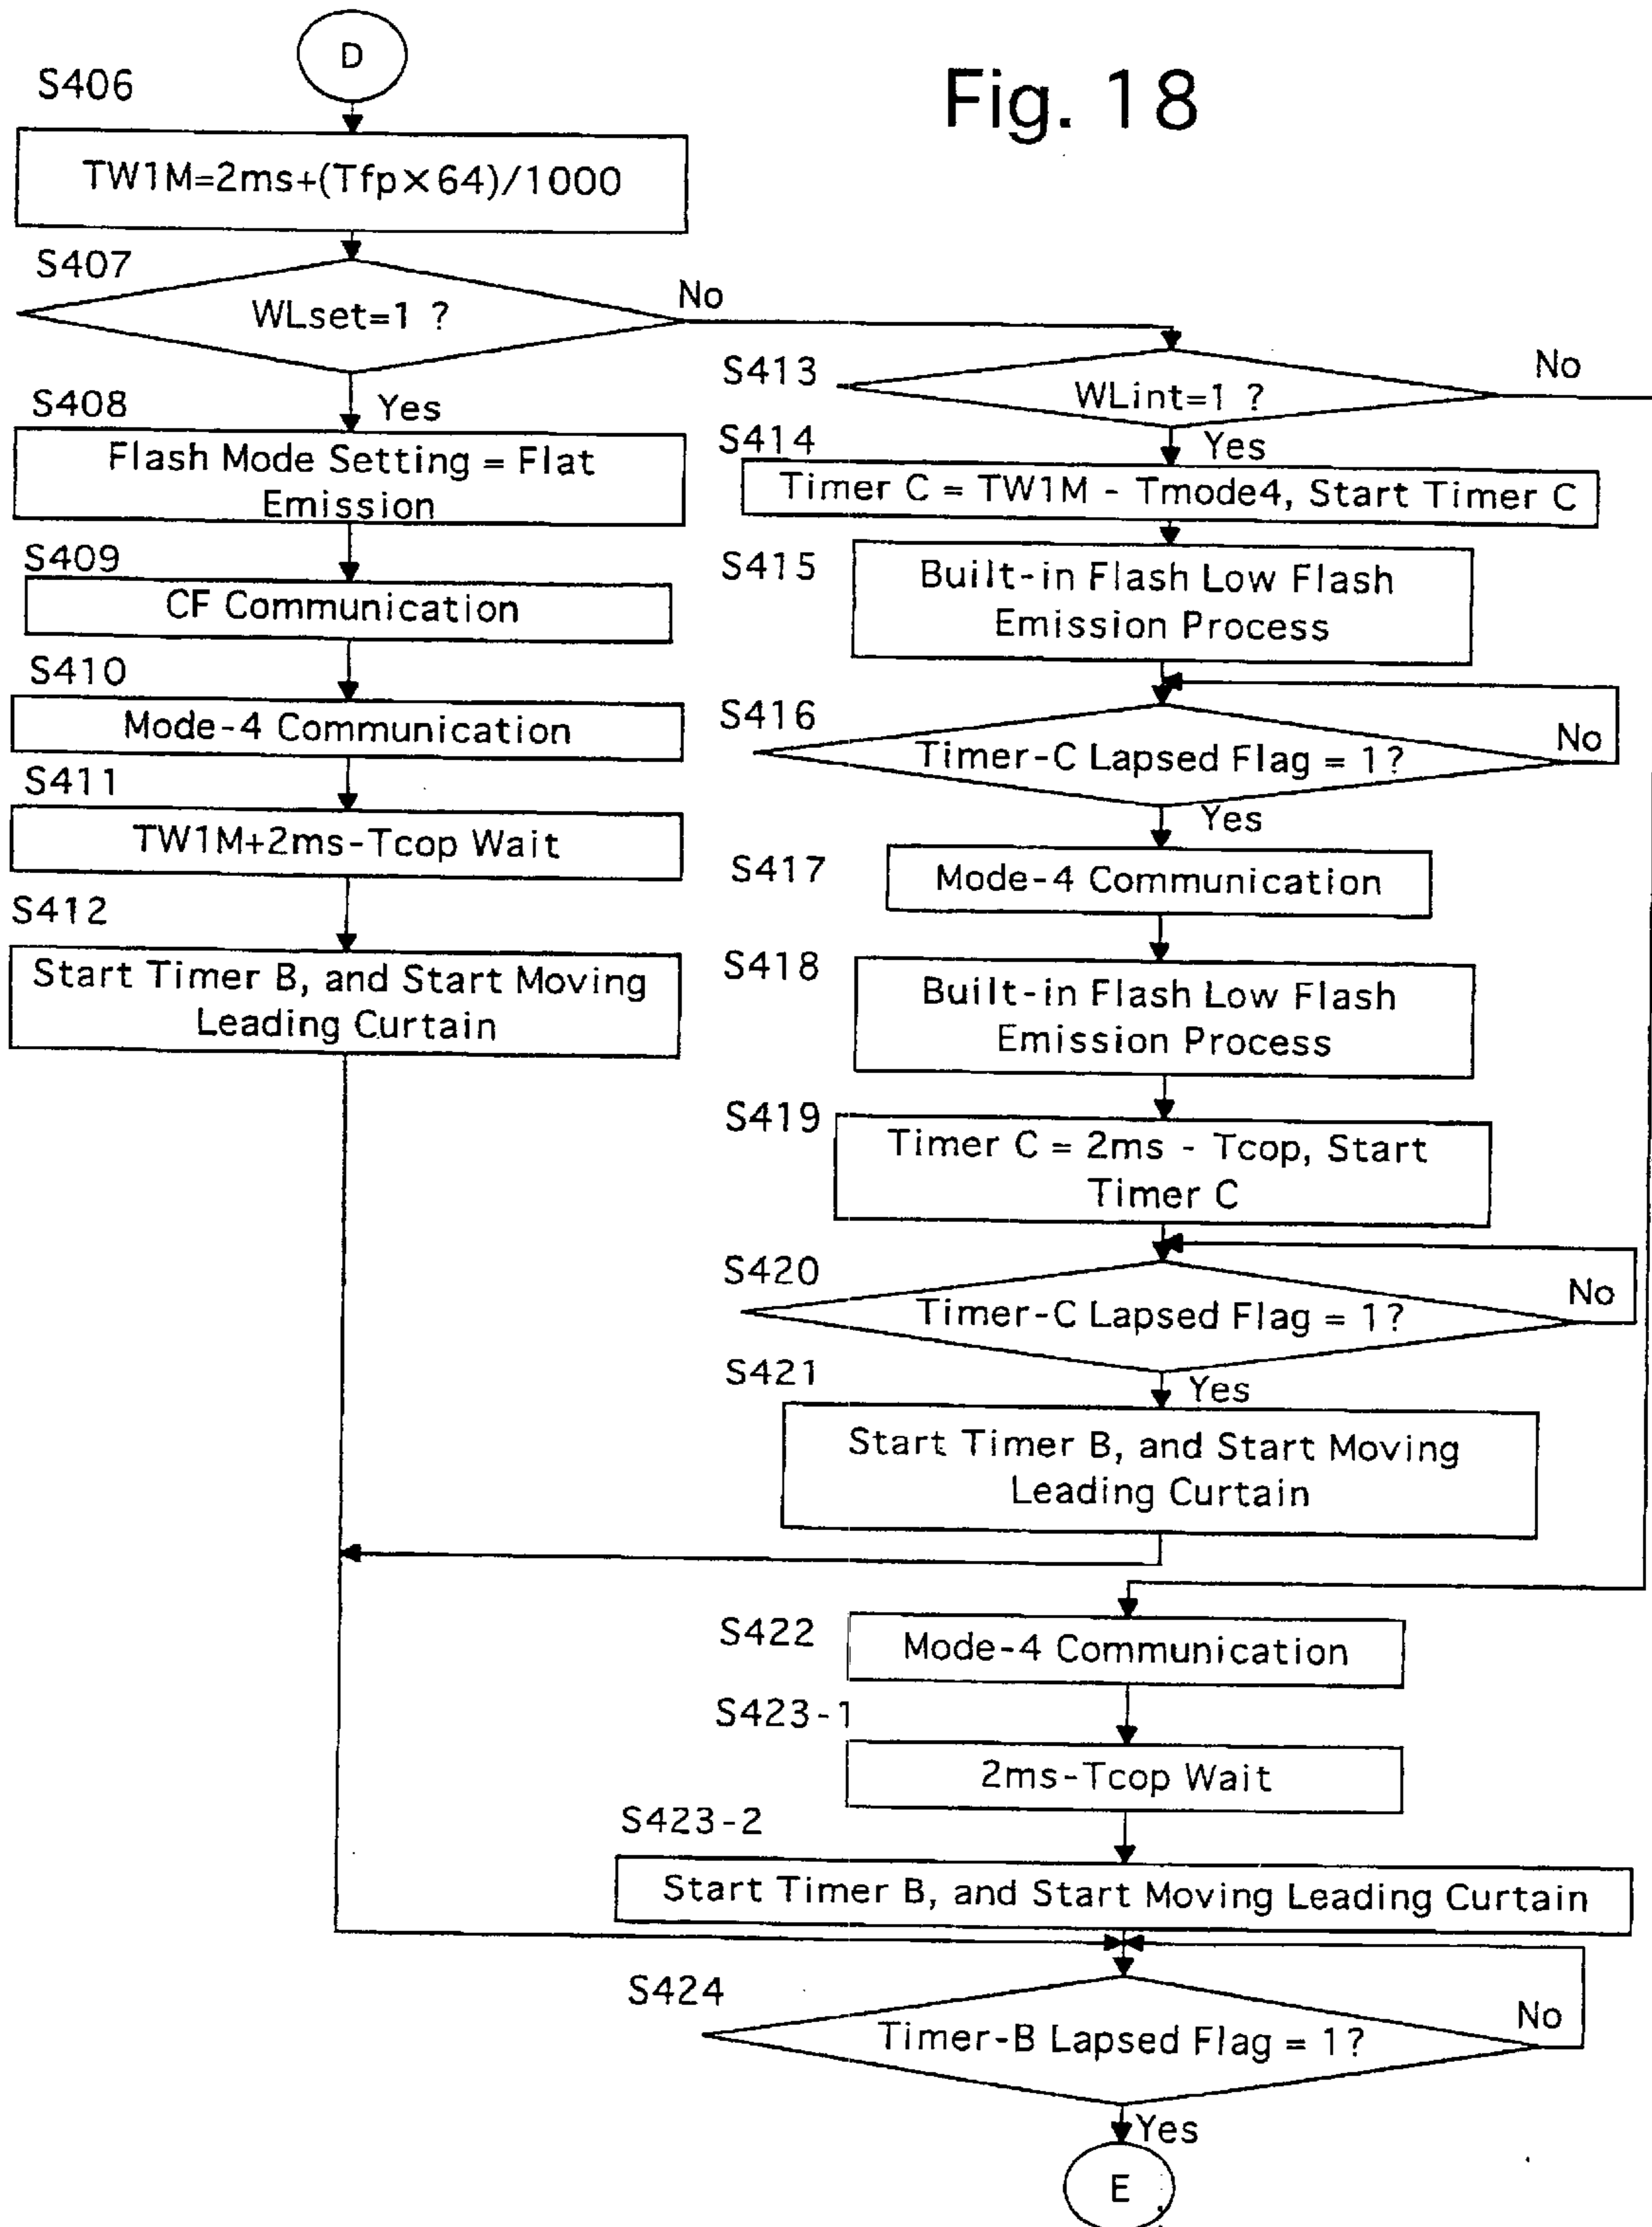 Fig. 18
D
S406
TW1M=2ms+(Tfp×64)/1000
S407
WLset=1 ?
No
Yes
S408
Flash Mode Setting = Flat
Emission
S409
CF Communication
S410
Mode-4 Communication
S411
TW1M+2ms-Tcop Wait
S412
Start Timer B, and Start Moving
Leading Curtain
S413
WLint=1 ?
No
Yes
S414
Timer C = TW1M - Tmode4, Start Timer C
S415
Built-in Flash Low Flash
Emission Process
S416
Timer-C Lapsed Flag = 1?
No
Yes
S417
Mode-4 Communication
S418
Built-in Flash Low Flash
Emission Process
S419
Timer C = 2ms - Tcop, Start
Timer C
S420
Timer-C Lapsed Flag = 1?
No
Yes
S421
Start Timer B, and Start Moving
Leading Curtain
S422
Mode-4 Communication
S423-1
2ms-Tcop Wait
S423-2
Start Timer B, and Start Moving Leading Curtain
S424
Timer-B Lapsed Flag = 1?
No
Yes
E